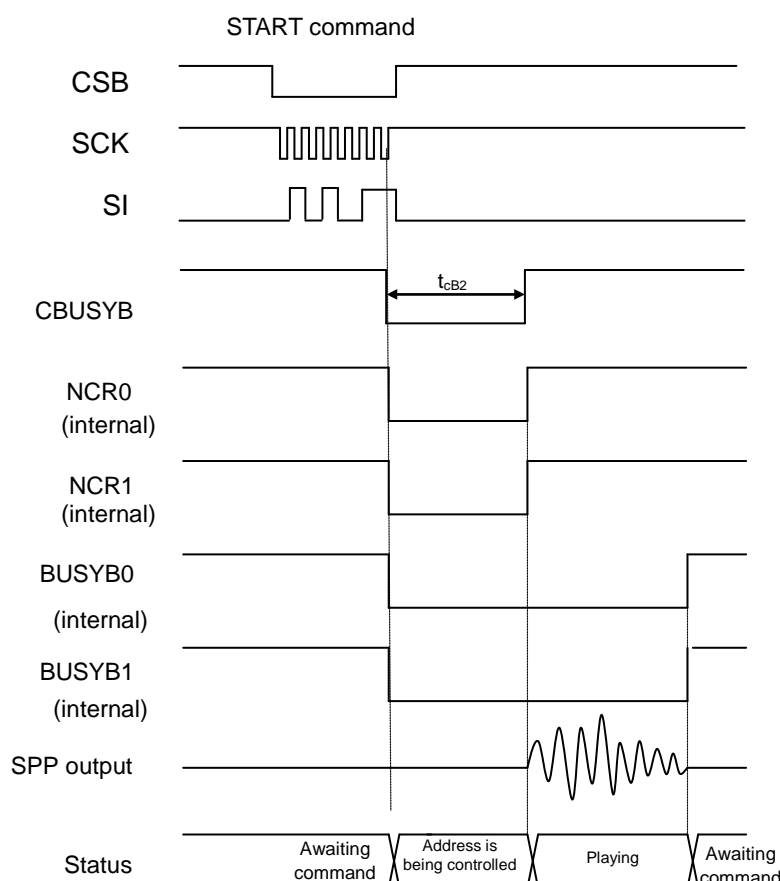 START command
CSB
SCK
SI
tcB2
CBUSYB
NCR0
(internal)
NCR1
(internal)
BUSYB0
(internal)
BUSYB1
(internal)
SPP output
Status
Awaiting
command
Address is
being controlled
Playing
Awaiting
command